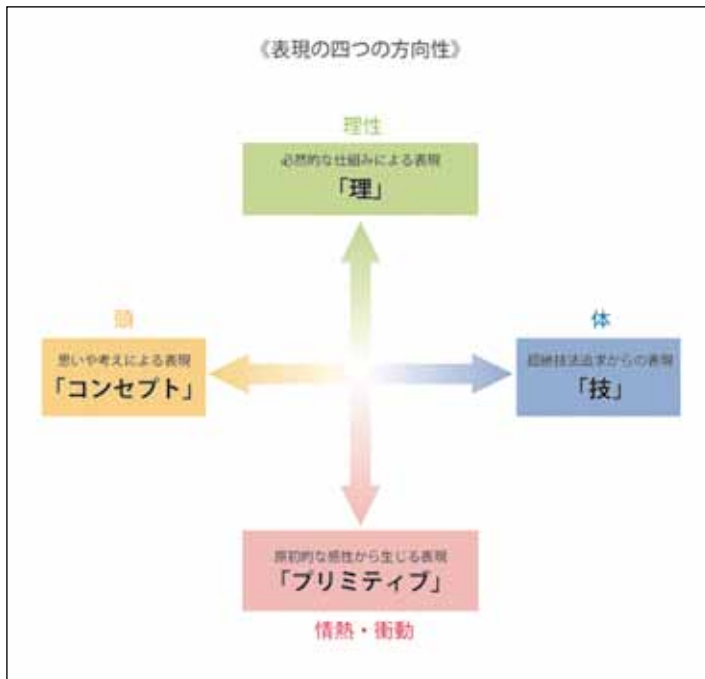 《表現の四つの方向性》
理性
必然的な仕組みによる表現
「理」
頭
思いや考えによる表現
「コンセプト」
体
超絶技法追求からの表現
「技」
原初的な感性から生じる表現
「プリミティブ」
情熱・衝動